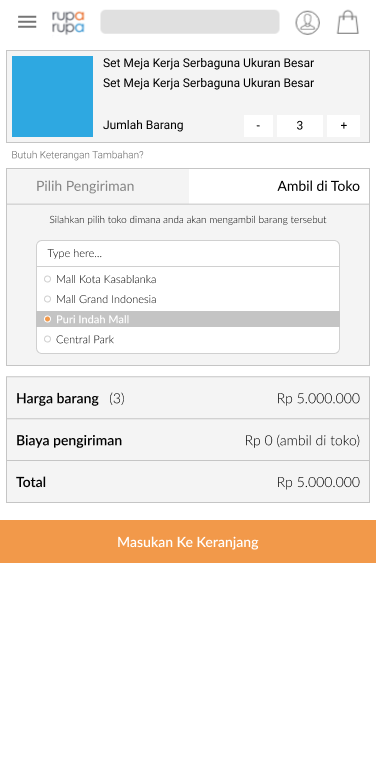 rupa
rupa
Set Meja Kerja Serbaguna Ukuran Besar
Set Meja Kerja Serbaguna Ukuran Besar
Jumlah Barang - 3 +
Butuh Keterangan Tambahan?
Pilih Pengiriman Ambil di Toko
Silahkan pilih toko dimana anda akan mengambil barang tersebut
Type here...
Mall Kota Kasablanka
Mall Grand Indonesia
Puri Indah Mall
Central Park
Harga barang (3) Rp 5.000.000
Biaya pengiriman Rp 0 (ambil di toko)
Total Rp 5.000.000
Masukan Ke Keranjang